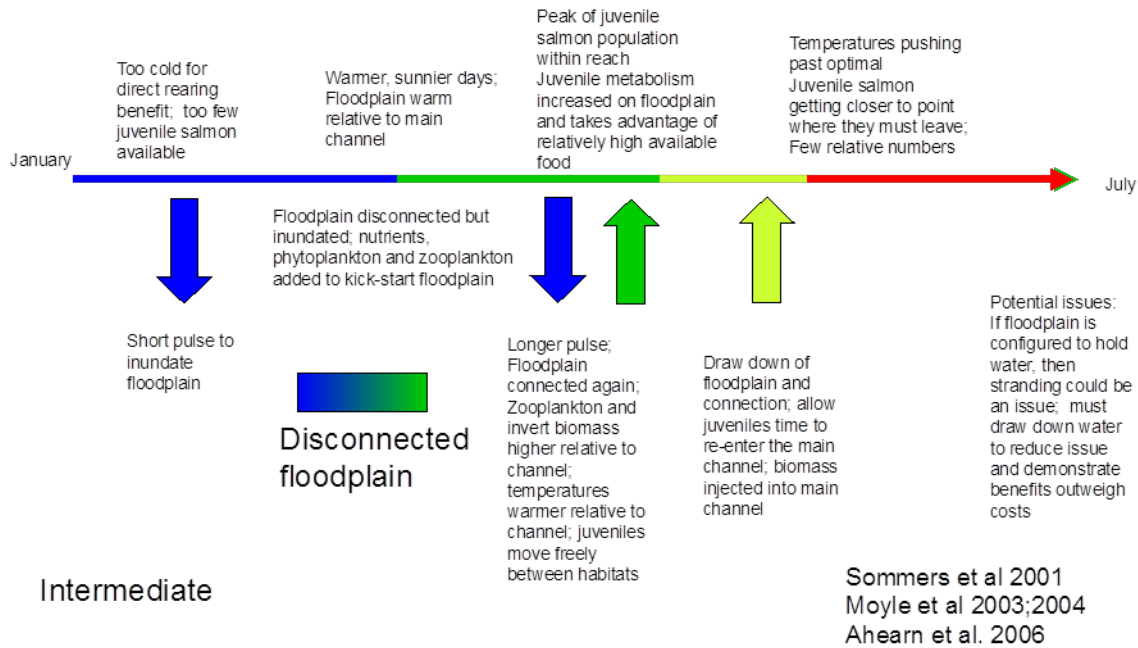 Too cold for
direct rearing
benefit; too few
juvenile salmon
available
Warmer, sunnier days;
Floodplain warm
relative to main
channel
Peak of juvenile
salmon population
within reach
Juvenile metabolism
increased on floodplain
and takes advantage of
relatively high available
food
Temperatures pushing
past optimal
Juvenile salmon
getting closer to point
where they must leave;
Few relative numbers
January
July
Floodplain disconnected but
inundated; nutrients,
phytoplankton and zooplankton
added to kick-start floodplain
Short pulse to
inundate
floodplain
Disconnected
floodplain
Longer pulse;
Floodplain
connected again;
Zooplankton and
invert biomass
higher relative to
channel;
temperatures
warmer relative to
channel; juveniles
move freely
between habitats
Draw down of
floodplain and
connection; allow
juveniles time to
re-enter the main
channel; biomass
injected into main
channel
Potential issues:
If floodplain is
configured to hold
water, then
stranding could be
an issue; must
draw down water
to reduce issue
and demonstrate
benefits outweigh
costs
Intermediate
Sommers et al 2001
Moyle et al 2003;2004
Ahearn et al. 2006